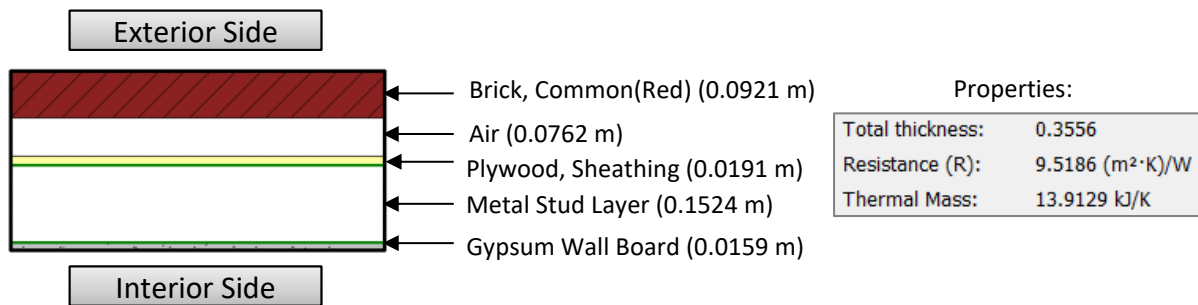 Exterior Side
Brick, Common(Red) (0.0921 m)
Air (0.0762 m)
Plywood, Sheathing (0.0191 m)
Metal Stud Layer (0.1524 m)
Gypsum Wall Board (0.0159 m)
Interior Side
Properties:
Total thickness: 0.3556
Resistance (R): 9.5186 (m²·K)/W
Thermal Mass: 13.9129 kJ/K